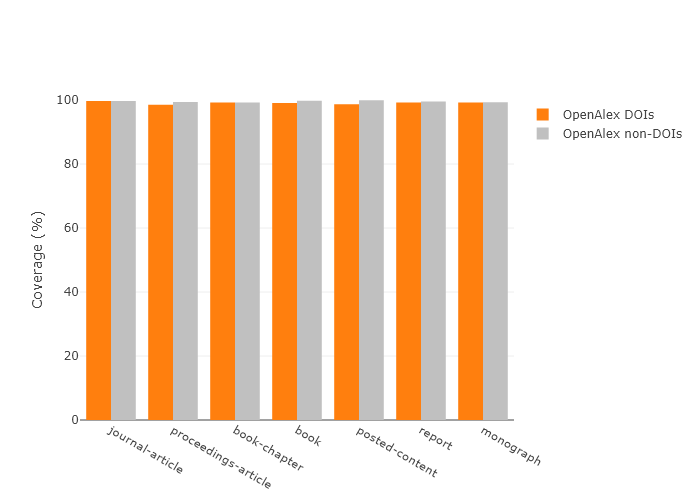 100
80
60
40
20
0
Coverage (%)
journal-article
proceedings-article
book-chapter
book
posted-content
report
monograph
OpenAlex DOIs
OpenAlex non-DOIs